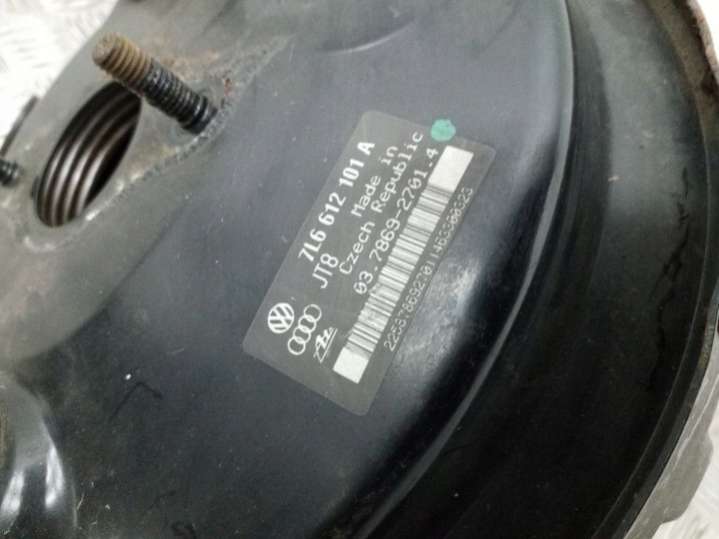 7L6 612 101 A
JT8 Made in
Czech Republic
03.7869-2701.4